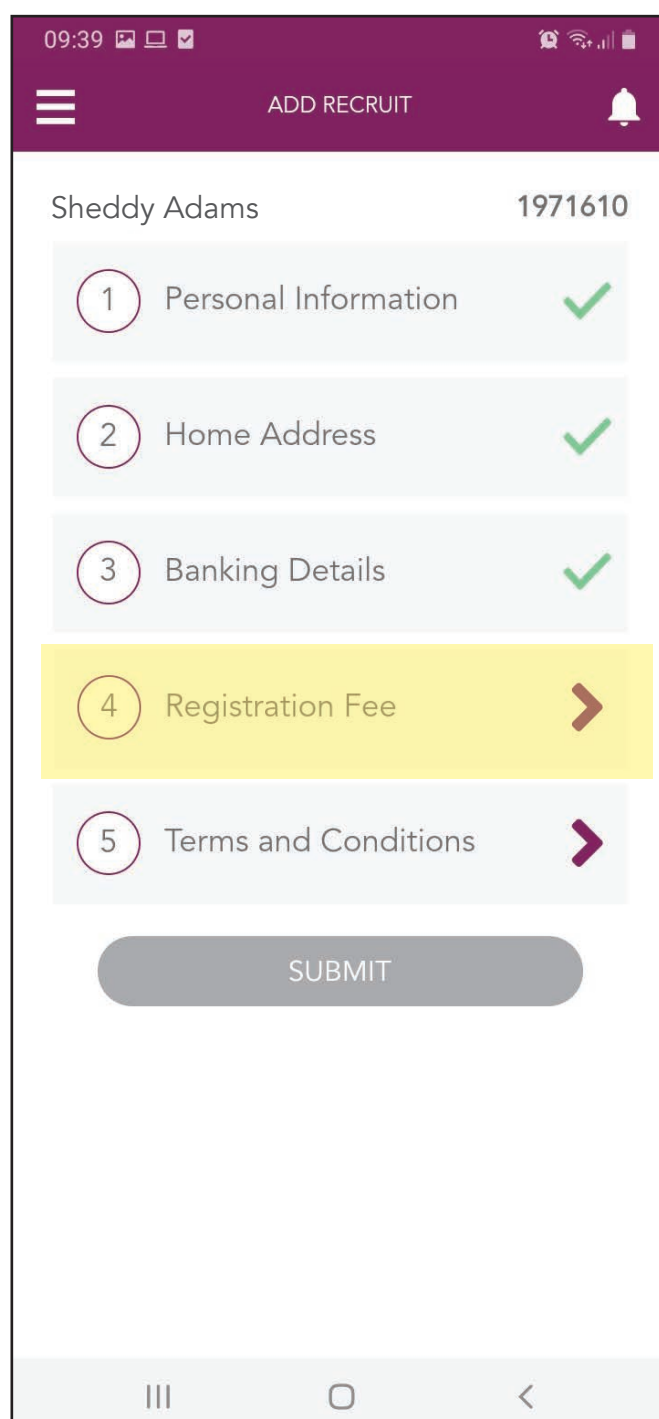 09:39
ADD RECRUIT
Sheddy Adams 1971610
1 Personal Information
2 Home Address
3 Banking Details
4 Registration Fee
5 Terms and Conditions
SUBMIT